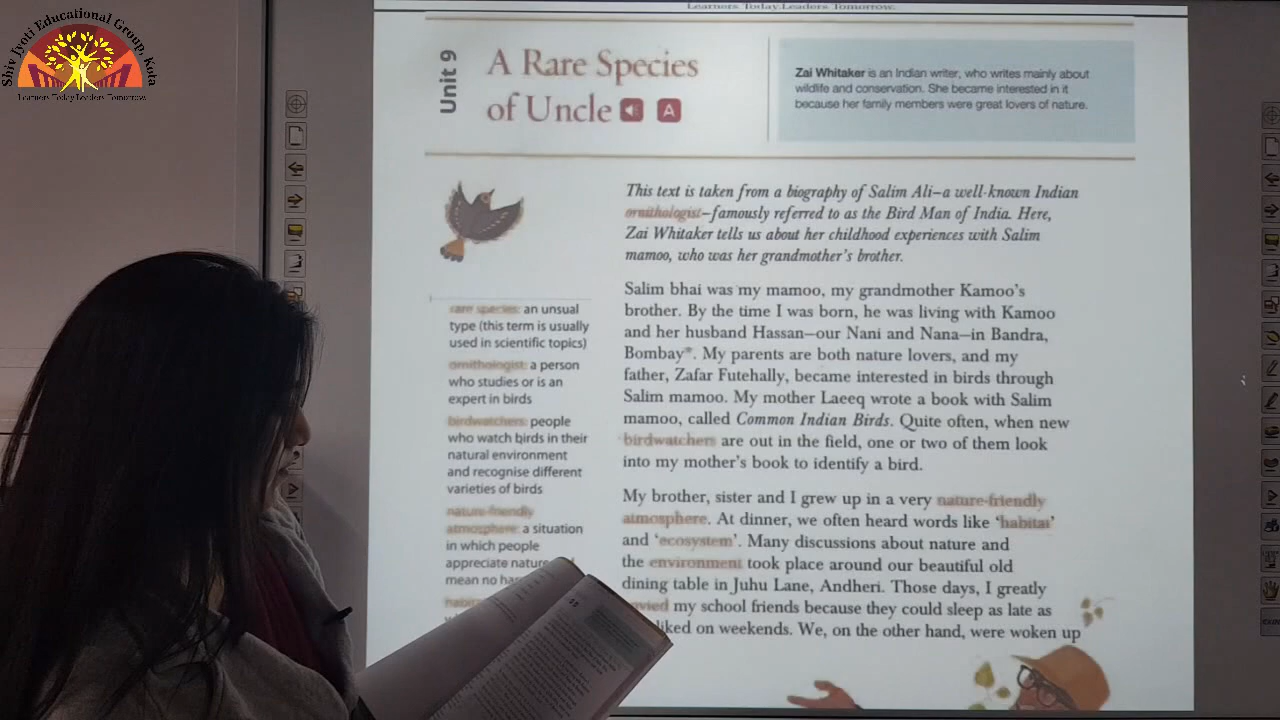 Learners Today.Leaders Tomorrow.
Shiv Jyoti Educational Group, Kota
Learners Today.Leaders Tomorrow.
Unit 9
A Rare Species
of Uncle
A
Zai Whitaker is an Indian writer, who writes mainly about
wildlife and conservation. She became interested in it
because her family members were great lovers of nature.
This text is taken from a biography of Salim Ali—a well-known Indian
ornithologist—famously referred to as the Bird Man of India. Here,
Zai Whitaker tells us about her childhood experiences with Salim
mamoo, who was her grandmother's brother.
Salim bhai was my mamoo, my grandmother Kamoo's
brother. By the time I was born, he was living with Kamoo
and her husband Hassan—our Nani and Nana—in Bandra,
Bombay*. My parents are both nature lovers, and my
father, Zafar Futehally, became interested in birds through
Salim mamoo. My mother Laeeq wrote a book with Salim
mamoo, called Common Indian Birds. Quite often, when new
birdwatchers are out in the field, one or two of them look
into my mother's book to identify a bird.
My brother, sister and I grew up in a very nature-friendly
atmosphere. At dinner, we often heard words like 'habitat'
and 'ecosystem'. Many discussions about nature and
the environment took place around our beautiful old
dining table in Juhu Lane, Andheri. Those days, I greatly
my school friends because they could sleep as late as
liked on weekends. We, on the other hand, were woken up
rare species: an unsual
type (this term is usually
used in scientific topics)
ornithologist: a person
who studies or is an
expert in birds
birdwatchers: people
who watch birds in their
natural environment
and recognise different
varieties of birds
nature-friendly
atmosphere: a situation
in which people
appreciate nature
mean no